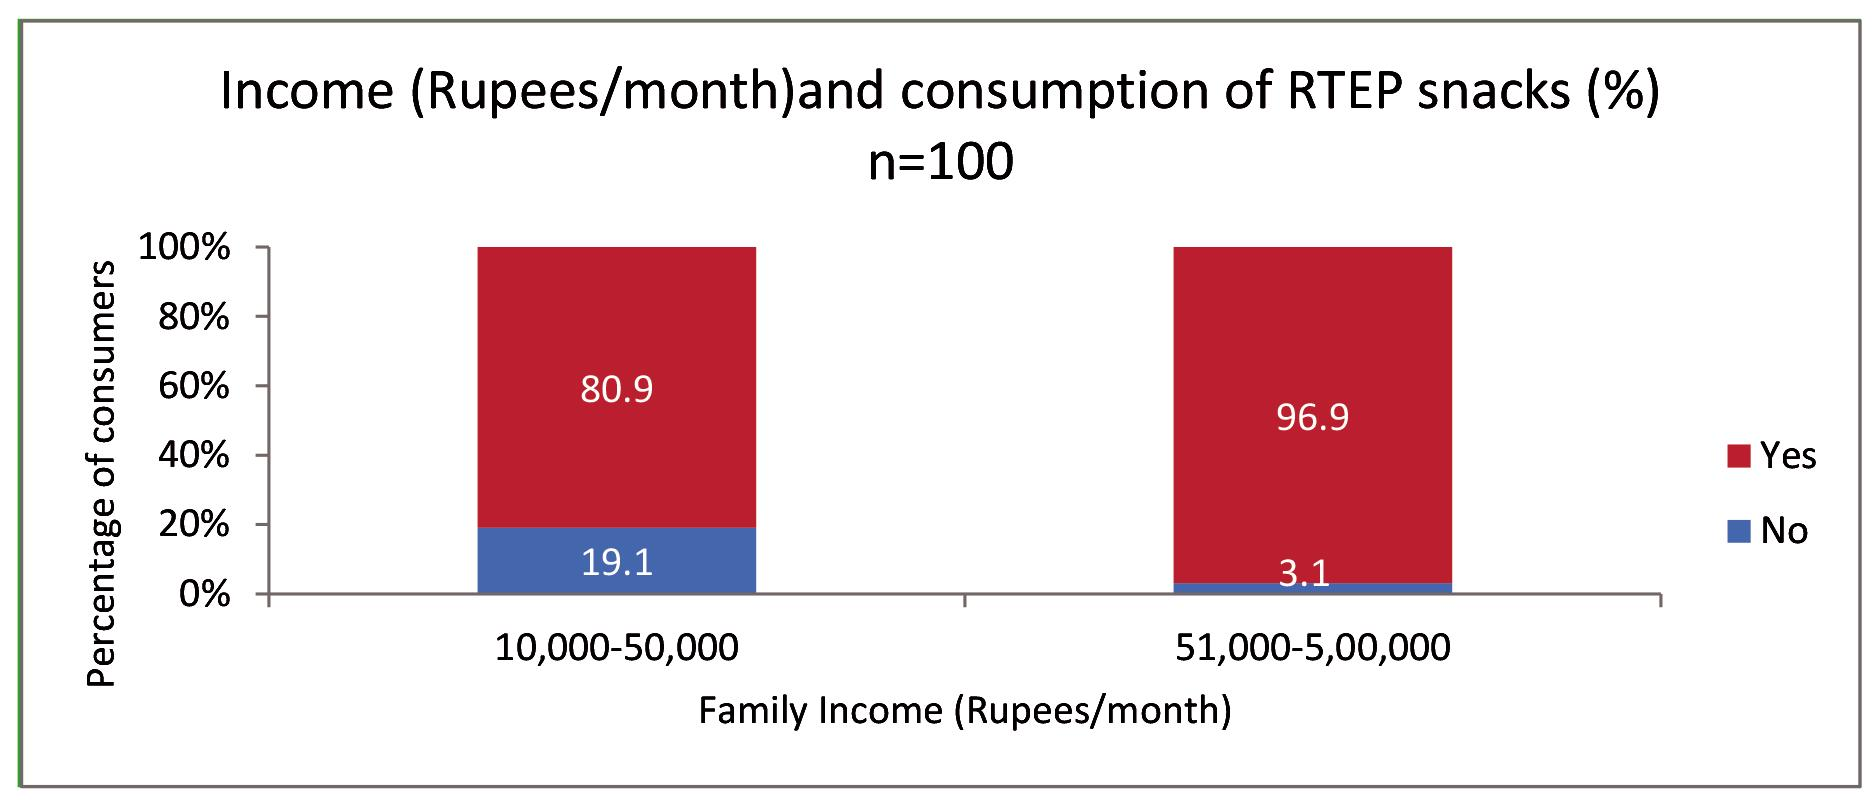 Income (Rupees/month)and consumption of RTEP snacks (%)
n=100
Percentage of consumers
100%
80%
60%
40%
20%
0%
80.9
19.1
96.9
3.1
Yes
No
10,000-50,000
51,000-5,00,000
Family Income (Rupees/month)